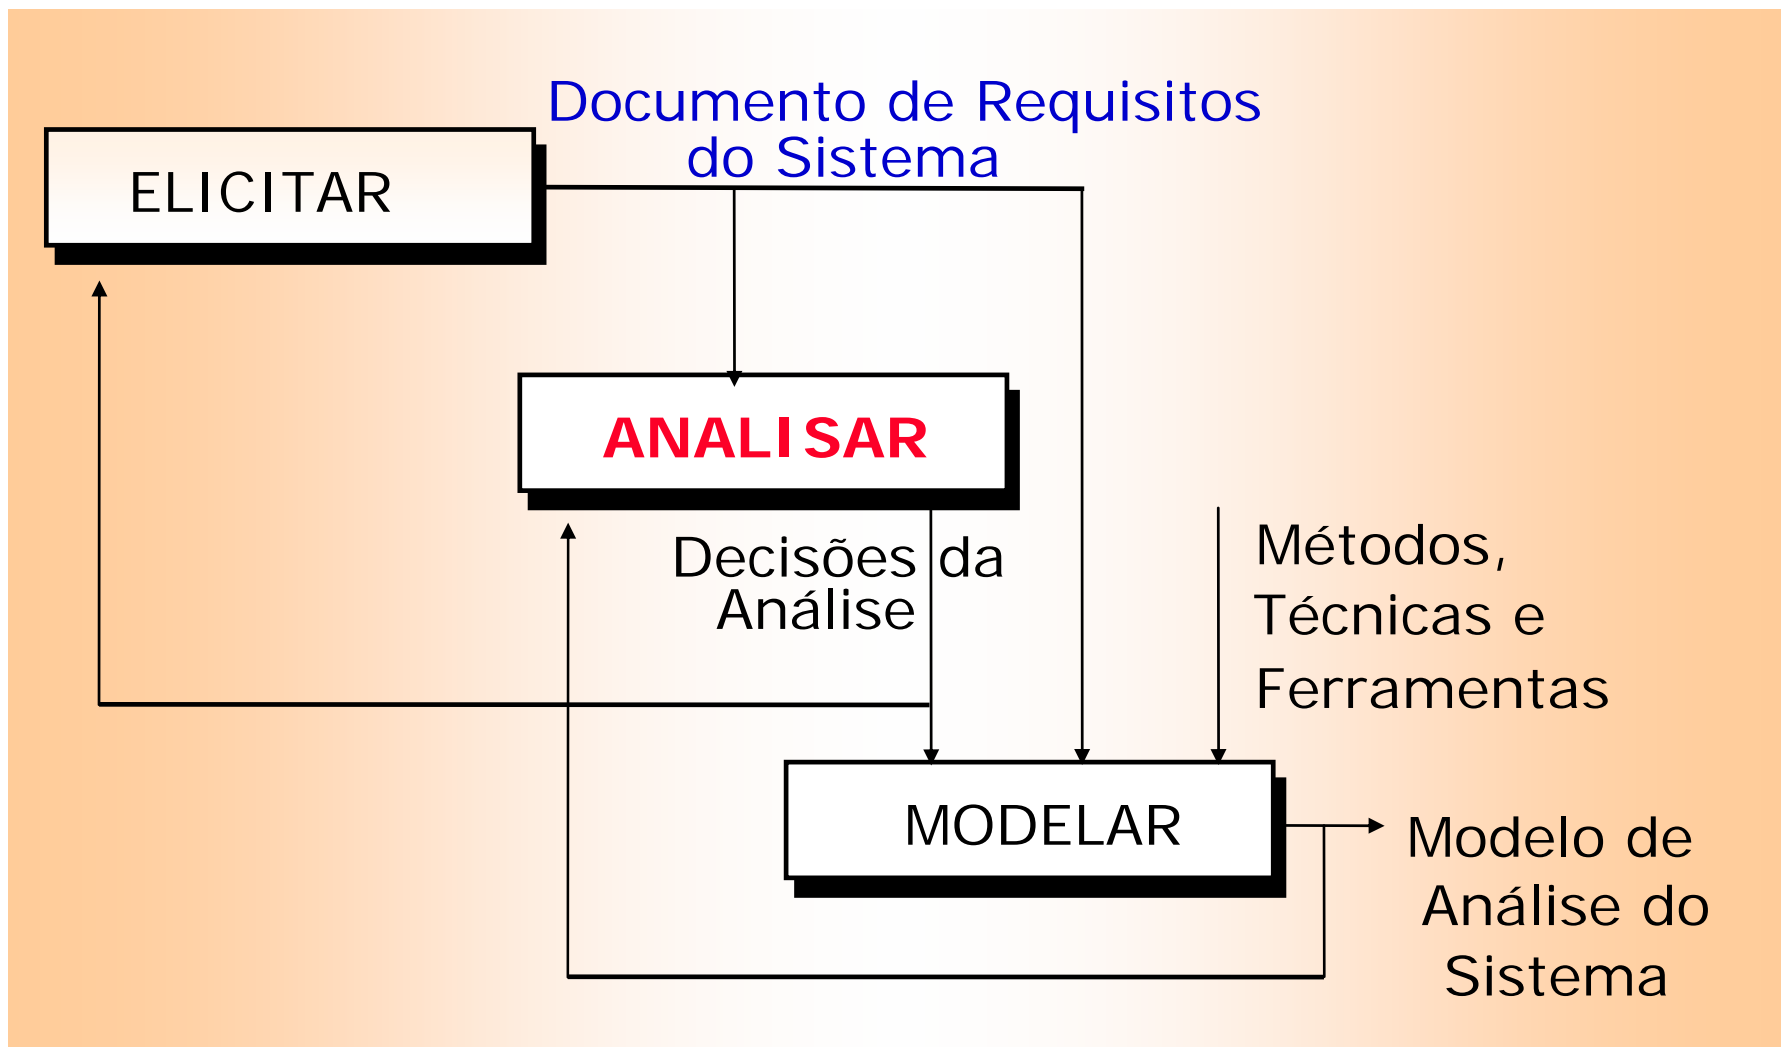 Documento de Requisitos
do Sistema
ELICITAR
ANALISAR
Decisões da
Análise
Métodos,
Técnicas e
Ferramentas
MODELAR
Modelo de
Análise do
Sistema